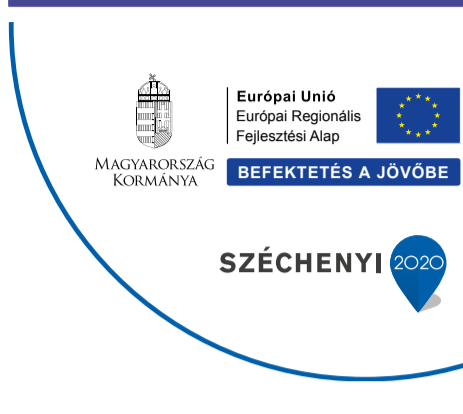 Európai Unió
Európai Regionális
Fejlesztési Alap
MAGYARORSZÁG
KORMÁNYA
BEFEKTETÉS A JÖVŐBE
SZÉCHENYI 2020